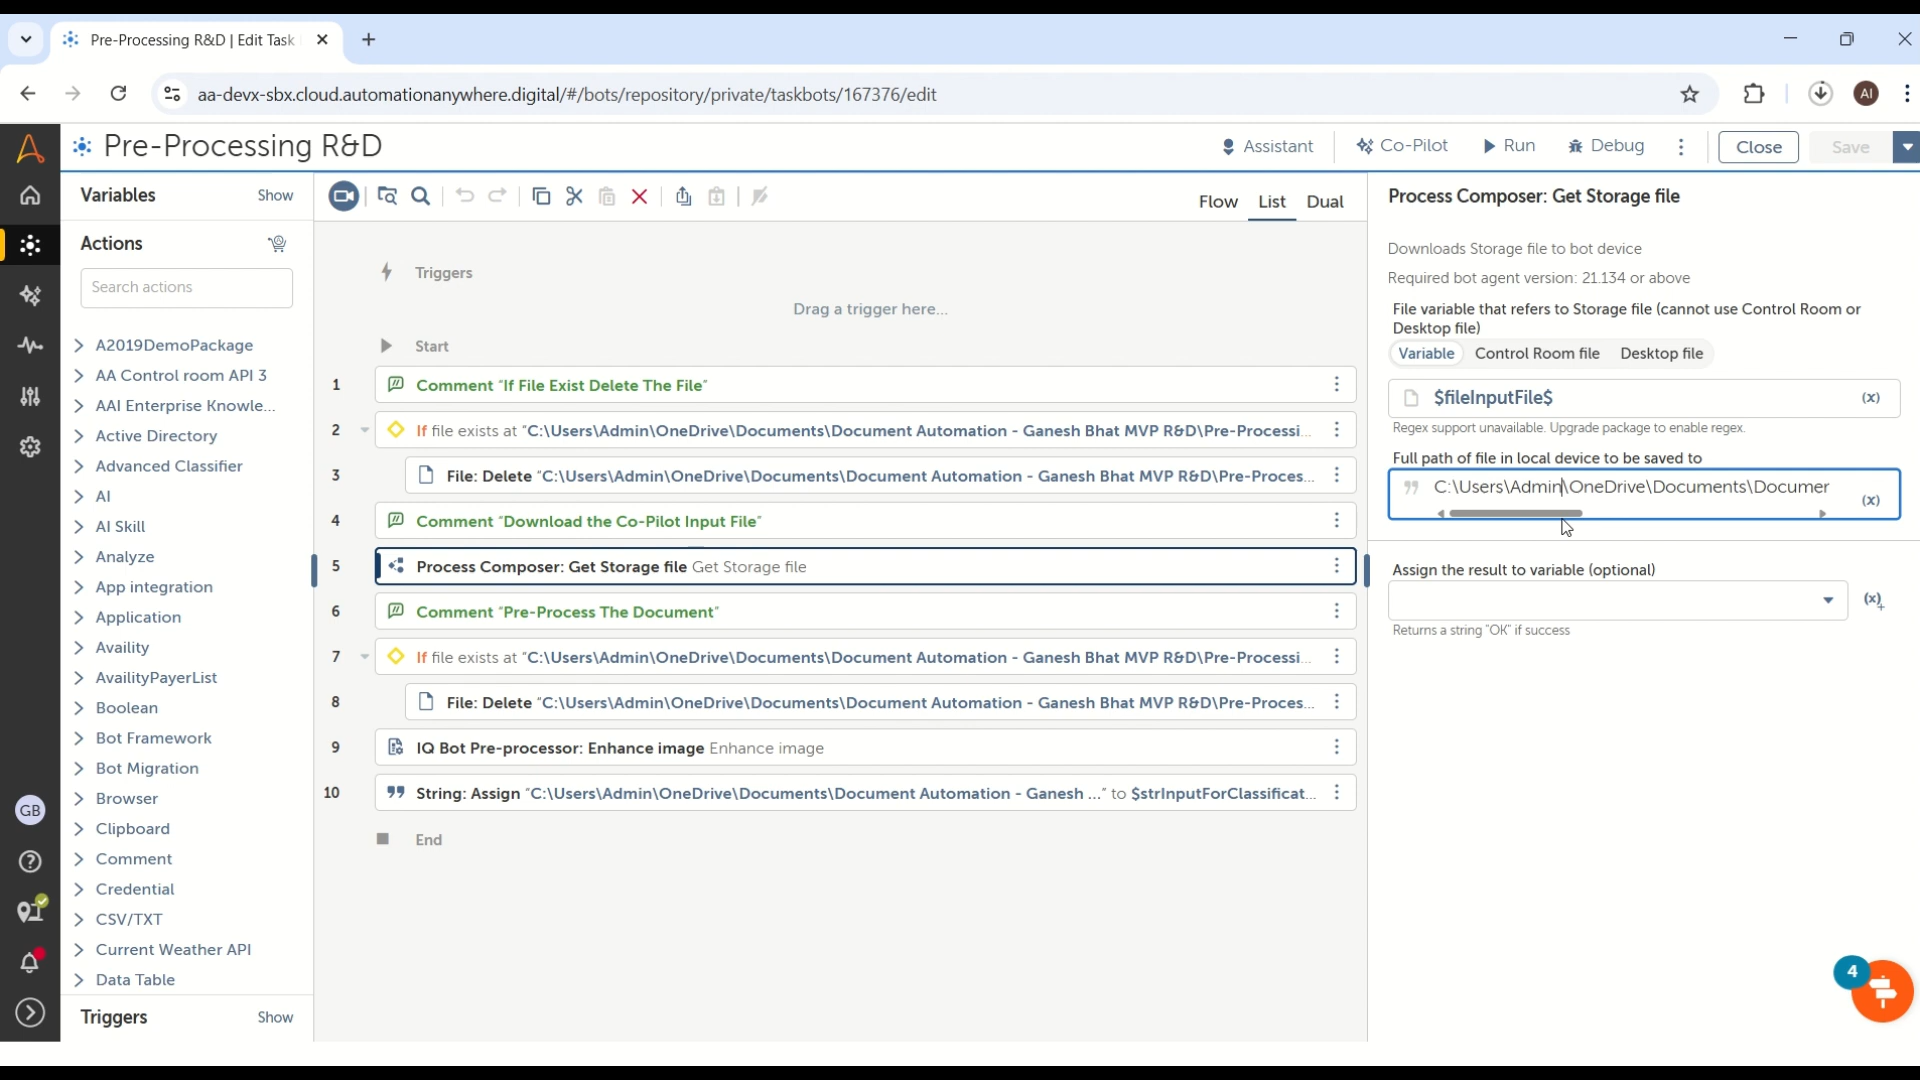 Pre-Processing R&D | Edit Task
aa-devx-sbx.cloud.automationanywhere.digital/#/bots/repository/private/taskbots/167376/edit
AI
Pre-Processing R&D
Assistant
Co-Pilot
Run
Debug
Close
Save
Variables
Show
Actions
Search actions
A2019DemoPackage
AA Control room API 3
AAI Enterprise Knowle...
Active Directory
Advanced Classifier
AI
AI Skill
Analyze
App integration
Application
Availity
AvailityPayerList
Boolean
Bot Framework
Bot Migration
Browser
Clipboard
Comment
Credential
CSV/TXT
Current Weather API
Data Table
Triggers
Show
GB
Flow
List
Dual
Triggers
Drag a trigger here...
Start
1 Comment "If File Exist Delete The File"
2 If file exists at "C:\Users\Admin\OneDrive\Documents\Document Automation - Ganesh Bhat MVP R&D\Pre-Processi...
3 File: Delete "C:\Users\Admin\OneDrive\Documents\Document Automation - Ganesh Bhat MVP R&D\Pre-Proces...
4 Comment "Download the Co-Pilot Input File"
5 Process Composer: Get Storage file Get Storage file
6 Comment "Pre-Process The Document"
7 If file exists at "C:\Users\Admin\OneDrive\Documents\Document Automation - Ganesh Bhat MVP R&D\Pre-Processi...
8 File: Delete "C:\Users\Admin\OneDrive\Documents\Document Automation - Ganesh Bhat MVP R&D\Pre-Proces...
9 IQ Bot Pre-processor: Enhance image Enhance image
10 String: Assign "C:\Users\Admin\OneDrive\Documents\Document Automation - Ganesh ..." to $strInputForClassificat...
End
Process Composer: Get Storage file
Downloads Storage file to bot device
Required bot agent version: 21.134 or above
File variable that refers to Storage file (cannot use Control Room or
Desktop file)
Variable
Control Room file
Desktop file
$fileInputFile$
(x)
Regex support unavailable. Upgrade package to enable regex.
Full path of file in local device to be saved to
C:\Users\Admin\OneDrive\Documents\Documer
(x)
Assign the result to variable (optional)
(x)+
Returns a string "OK" if success
4